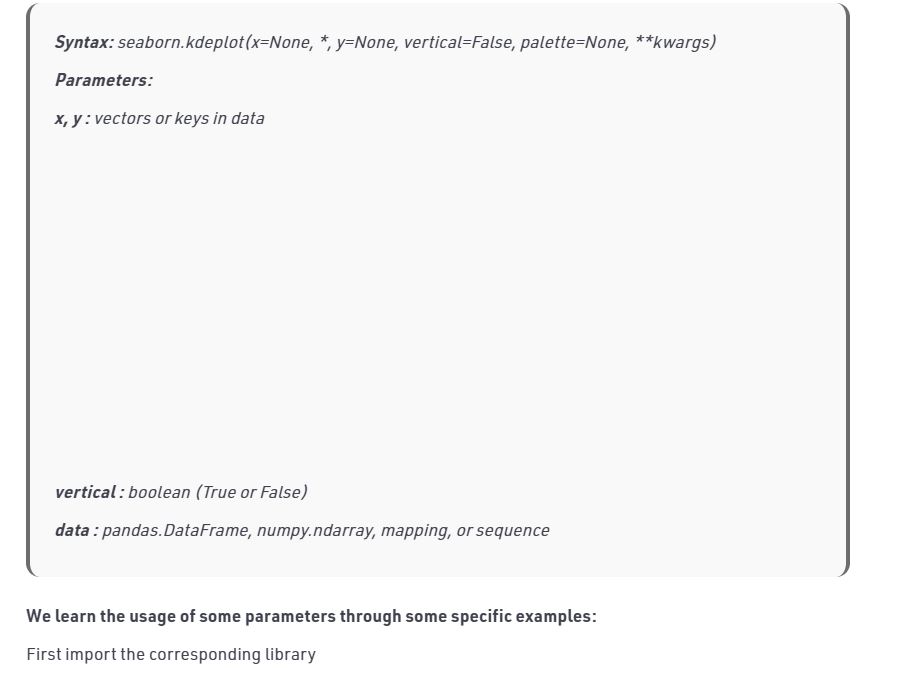 Syntax: seaborn.kdeplot(x=None, *, y=None, vertical=False, palette=None, **kwargs)
Parameters:
x, y : vectors or keys in data
vertical : boolean (True or False)
data : pandas.DataFrame, numpy.ndarray, mapping, or sequence
We learn the usage of some parameters through some specific examples:
First import the corresponding library